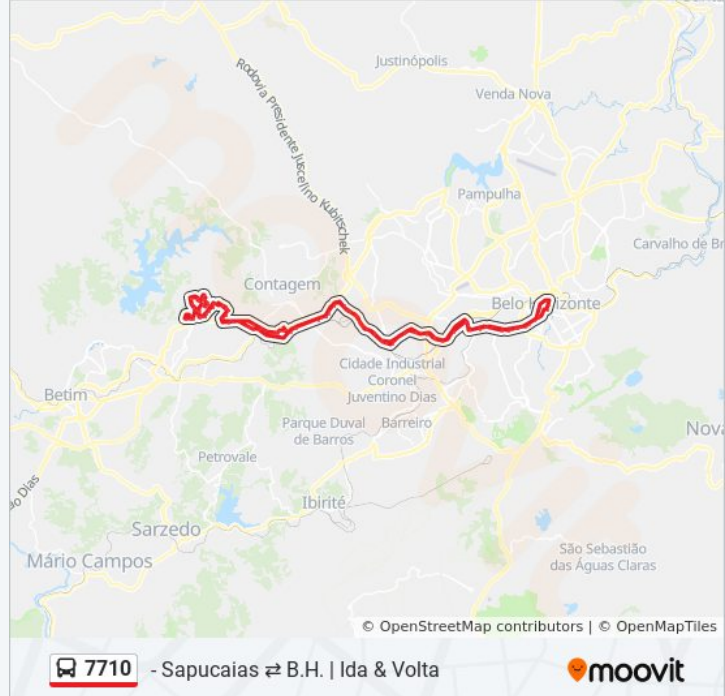 Justinópolis
Rodovia Presidente Juscelino Kubitschek
Venda Nova
Pampulha
Carvalho de Br
Contagem
Belo Horizonte
Cidade Industrial
Coronel
Juventino Dias
Betim
Parque Duval
de Barros
Barreiro
Nova
Petrovale
ão Dias
Ibirité
Sarzedo
São Sebastião
das Águas Claras
Mário Campos
© OpenStreetMap contributors | © OpenMapTiles
7710 - Sapucaias ⇄ B.H. | Ida & Volta
moovit